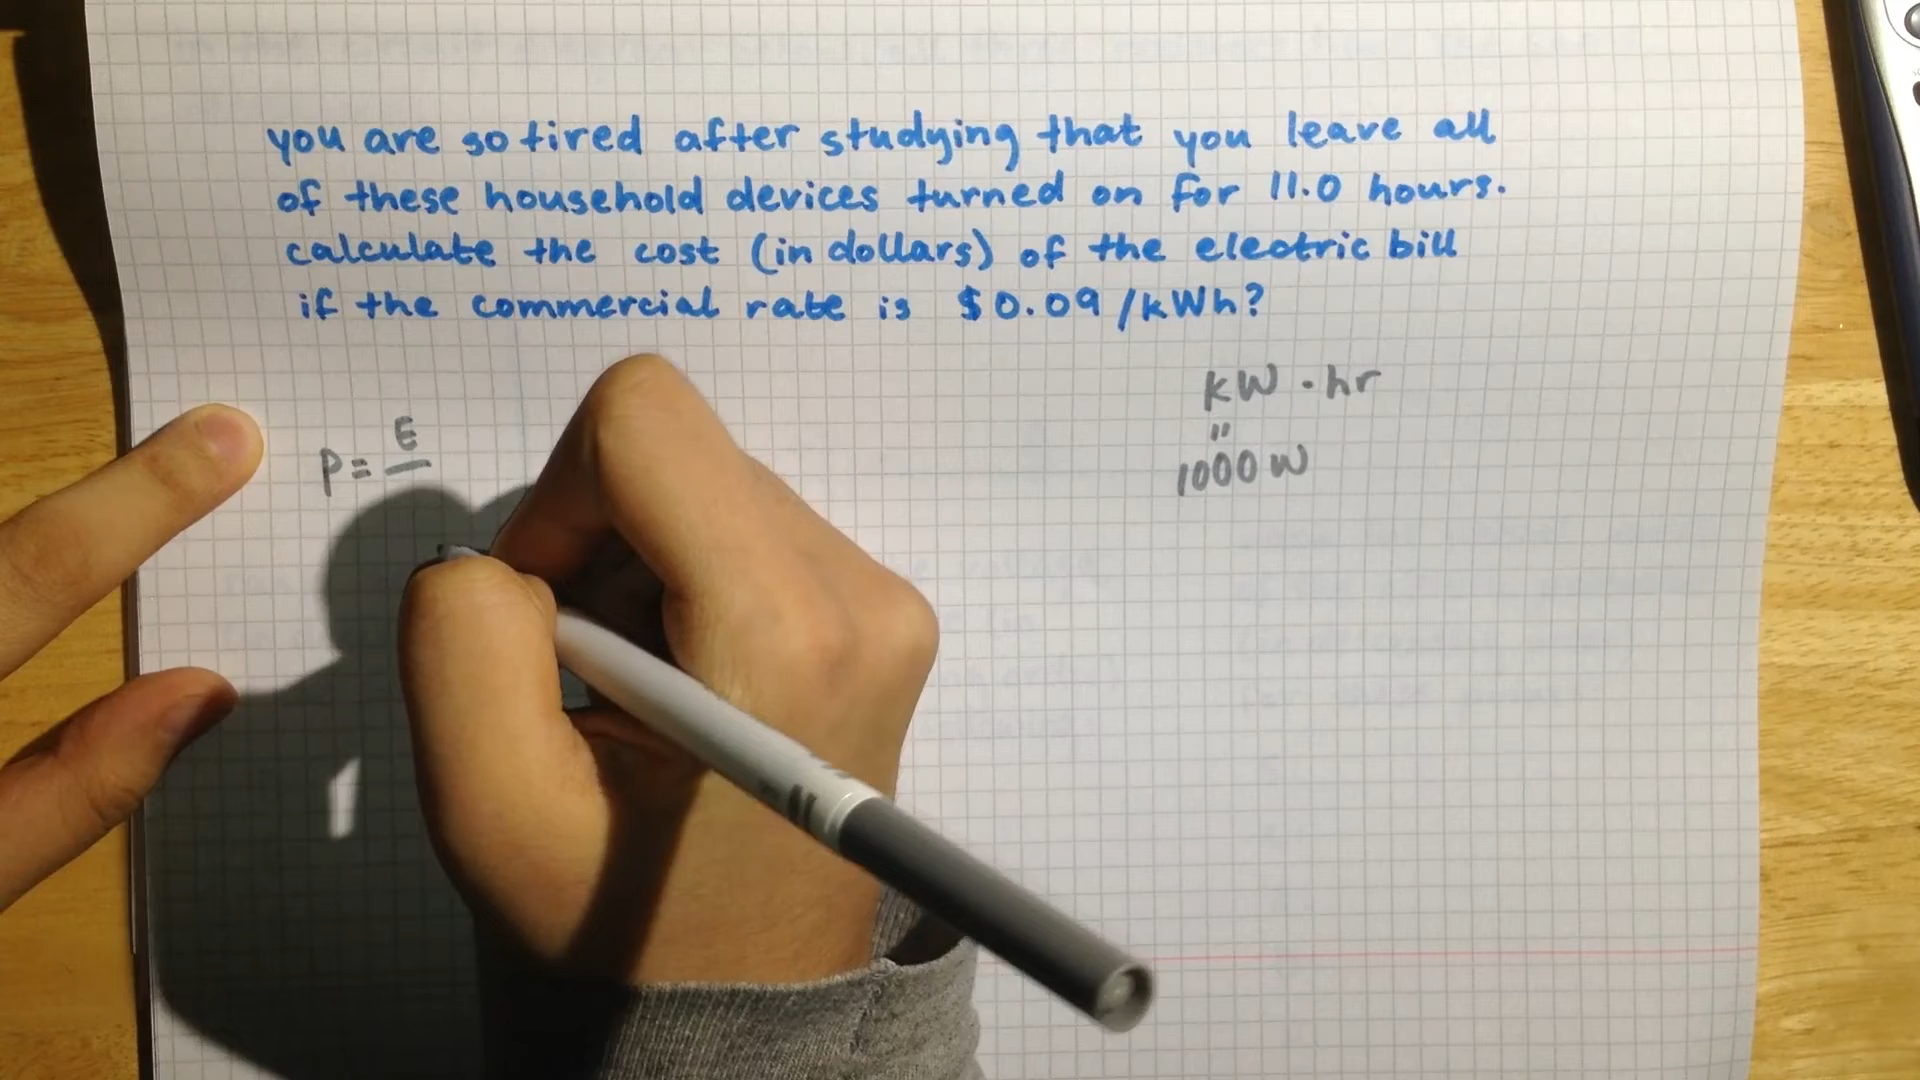 you are so tired after studying that you leave all
of these household devices turned on for 11.0 hours.
calculate the cost (in dollars) of the electric bill
if the commercial rate is $0.09/kWh?
kW · hr
"
1000 W
P = E